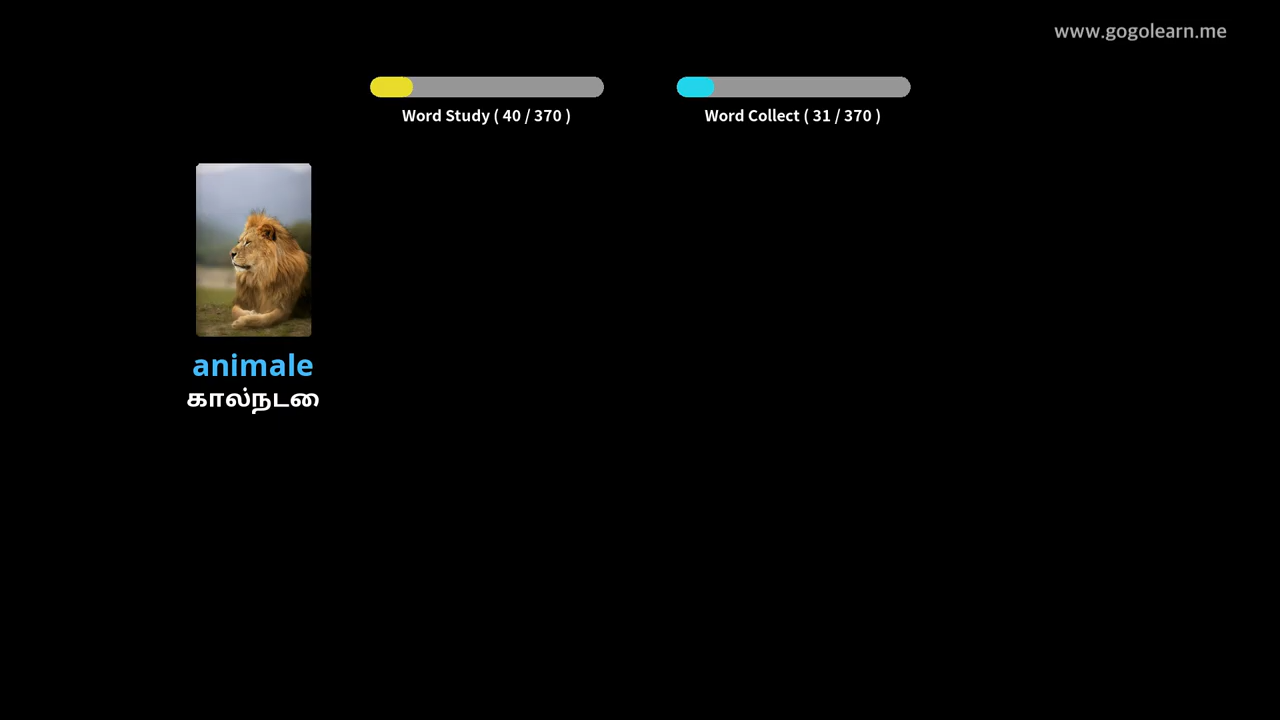 www.gogolearn.me
Word Study ( 40 / 370 )
Word Collect ( 31 / 370 )
animale
கால்நடை